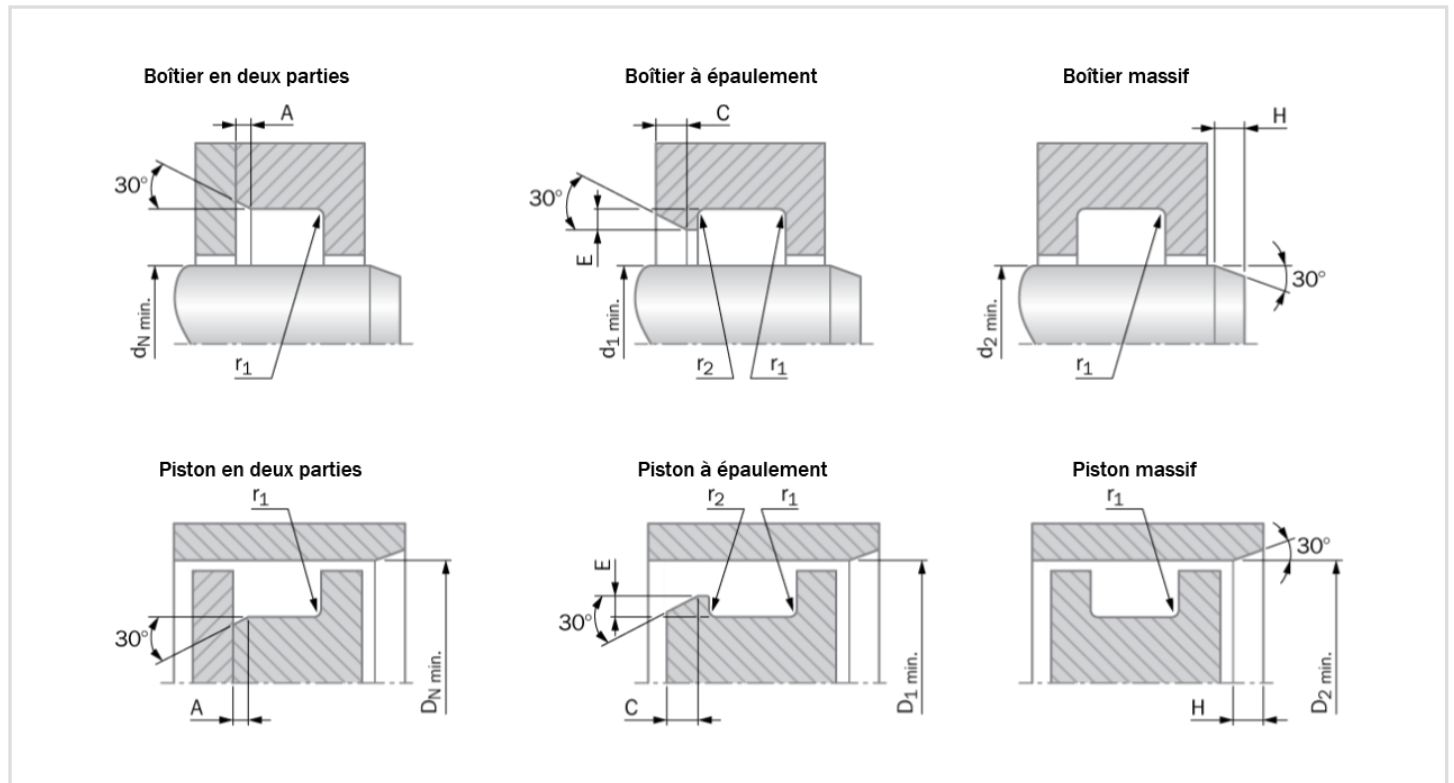 Boîtier en deux parties
A
30°
dN min.
r1
Boîtier à épaulement
C
30°
E
d1 min.
r2
r1
Boîtier massif
H
30°
d2 min.
r1
Piston en deux parties
r1
30°
A
DN min.
Piston à épaulement
r2
r1
E
30°
C
D1 min.
Piston massif
r1
30°
H
D2 min.